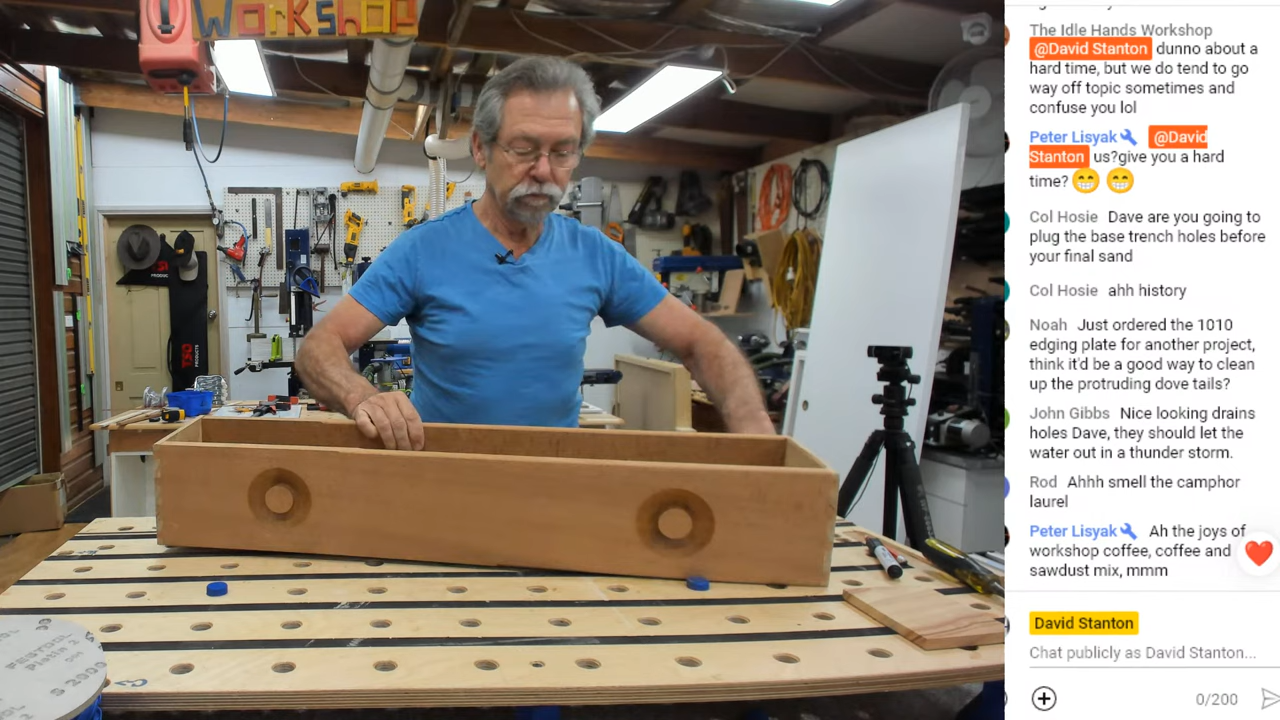 Workshop
TSO
PRODUCTS
The Idle Hands Workshop
@David Stanton dunno about a
hard time, but we do tend to go
way off topic sometimes and
confuse you lol
Peter Lisyak @David
Stanton us?give you a hard
time?
Col Hosie Dave are you going to
plug the base trench holes before
your final sand
Col Hosie ahh history
Noah Just ordered the 1010
edging plate for another project,
think it'd be a good way to clean
up the protruding dove tails?
John Gibbs Nice looking drains
holes Dave, they should let the
water out in a thunder storm.
Rod Ahhh smell the camphor
laurel
Peter Lisyak Ah the joys of
workshop coffee, coffee and
sawdust mix, mmm
David Stanton
Chat publicly as David Stanton...
0/200